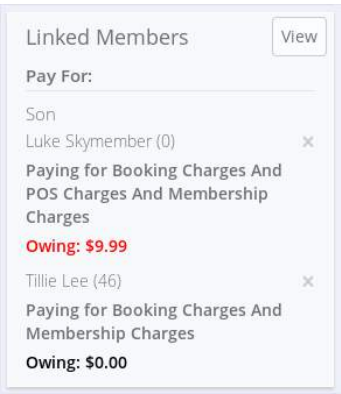 Linked Members
View
Pay For:
Son
Luke Skymember (0)
×
Paying for Booking Charges And
POS Charges And Membership
Charges
Owing: $9.99
Tillie Lee (46)
×
Paying for Booking Charges And
Membership Charges
Owing: $0.00